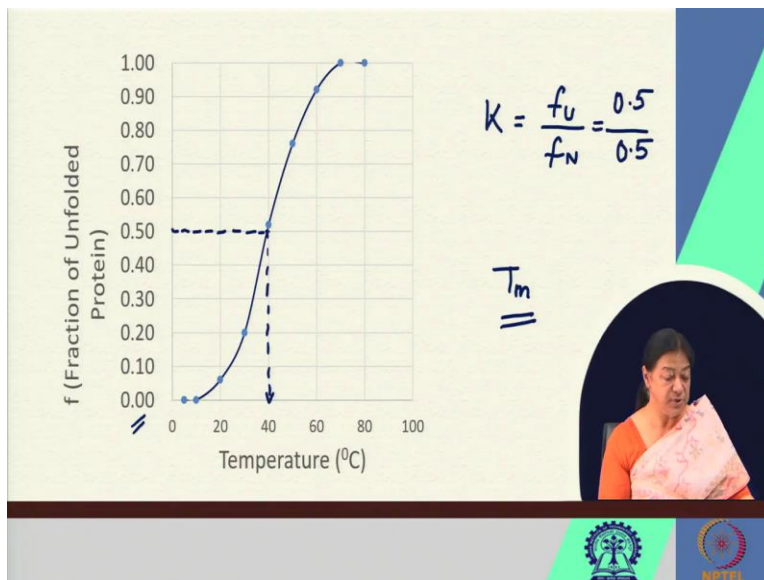 1.00
0.90
0.80
0.70
0.60
0.50
0.40
0.30
0.20
0.10
0.00
f (Fraction of Unfolded
Protein)
0 20 40 60 80 100
Temperature (⁰C)
K = fU/fN = 0.5/0.5
Tm
NPTEL